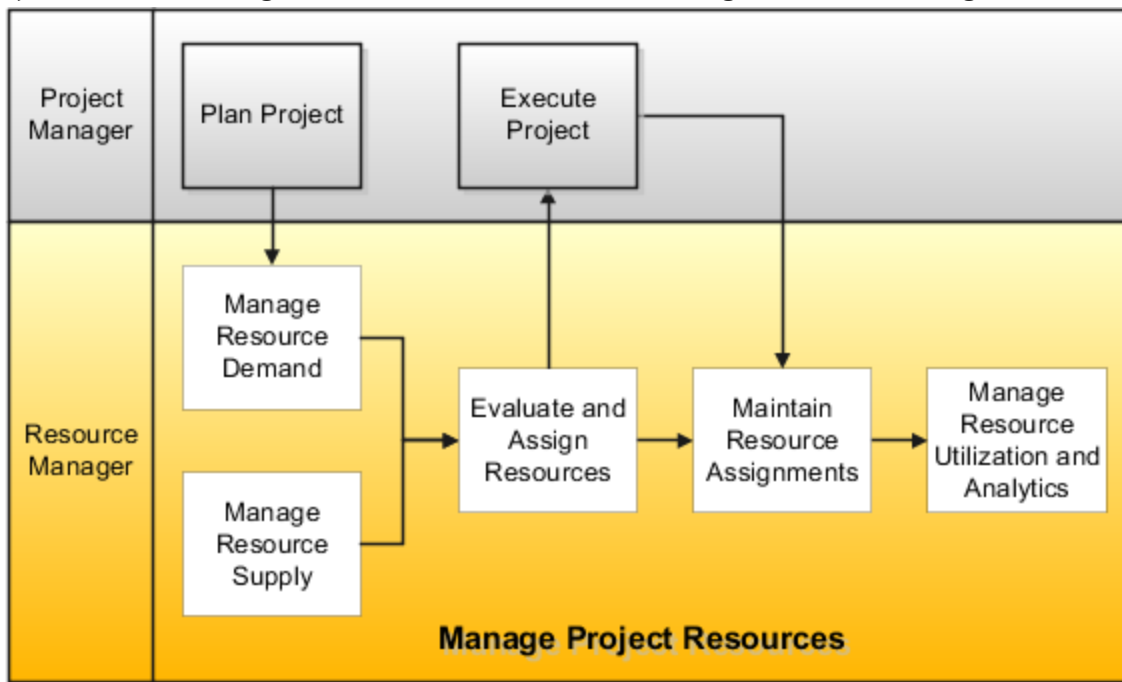 Project
Manager
Plan Project
Execute
Project
Resource
Manager
Manage
Resource
Demand
Manage
Resource
Supply
Evaluate and
Assign
Resources
Maintain
Resource
Assignments
Manage
Resource
Utilization and
Analytics
Manage Project Resources